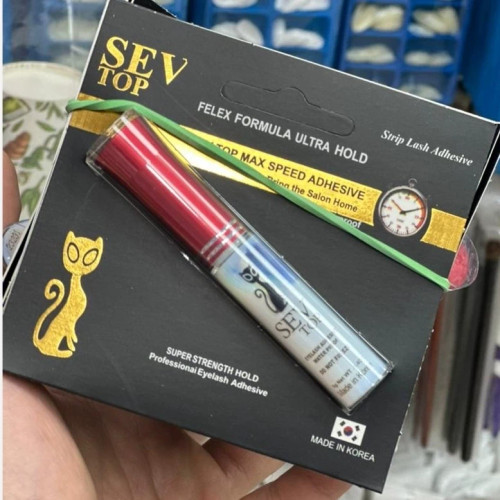 SEV
TOP
FELEX FORMULA ULTRA HOLD
Strip Lash Adhesive
TOP MAX SPEED ADHESIVE
Bring the Salon Home
SEV
TOP
SUPER STRENGTH HOLD
Professional Eyelash Adhesive
MADE IN KOREA